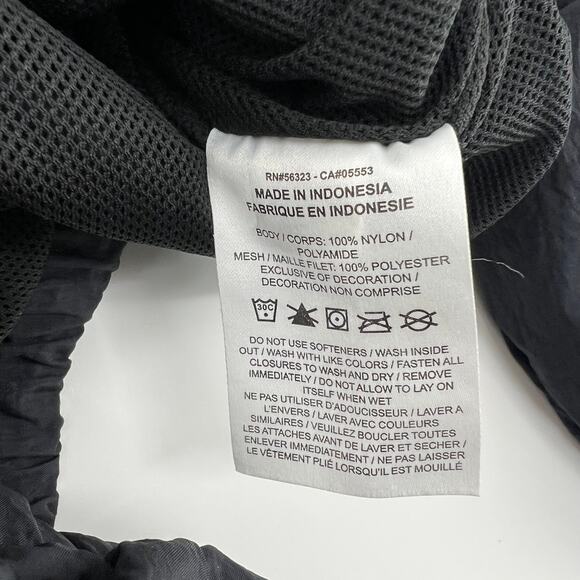 RN#56323 - CA#05553
MADE IN INDONESIA
FABRIQUE EN INDONESIE
BODY / CORPS: 100% NYLON /
POLYAMIDE
MESH / MAILLE FILET: 100% POLYESTER
EXCLUSIVE OF DECORATION /
DECORATION NON COMPRISE
30C
DO NOT USE SOFTENERS / WASH INSIDE
OUT / WASH WITH LIKE COLORS / FASTEN ALL
CLOSURES TO WASH AND DRY / REMOVE
IMMEDIATELY / DO NOT ALLOW TO LAY ON
ITSELF WHEN WET
NE PAS UTILISER D'ADOUCISSEUR / LAVER A
L'ENVERS / LAVER AVEC COULEURS
SIMILAIRES / VEUILLEZ BOUCLER TOUTES
LES ATTACHES AVANT DE LAVER ET SECHER /
ENLEVER IMMÉDIATEMENT / NE PAS LAISSER
LE VÊTEMENT PLIÉ LORSQU'IL EST MOUILLÉ